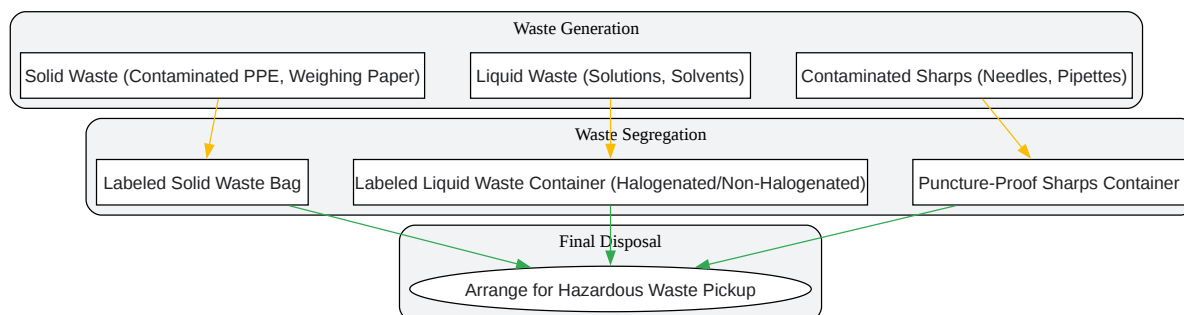 Waste Generation
Solid Waste (Contaminated PPE, Weighing Paper)
Liquid Waste (Solutions, Solvents)
Contaminated Sharps (Needles, Pipettes)
Waste Segregation
Labeled Solid Waste Bag
Labeled Liquid Waste Container (Halogenated/Non-Halogenated)
Puncture-Proof Sharps Container
Final Disposal
Arrange for Hazardous Waste Pickup